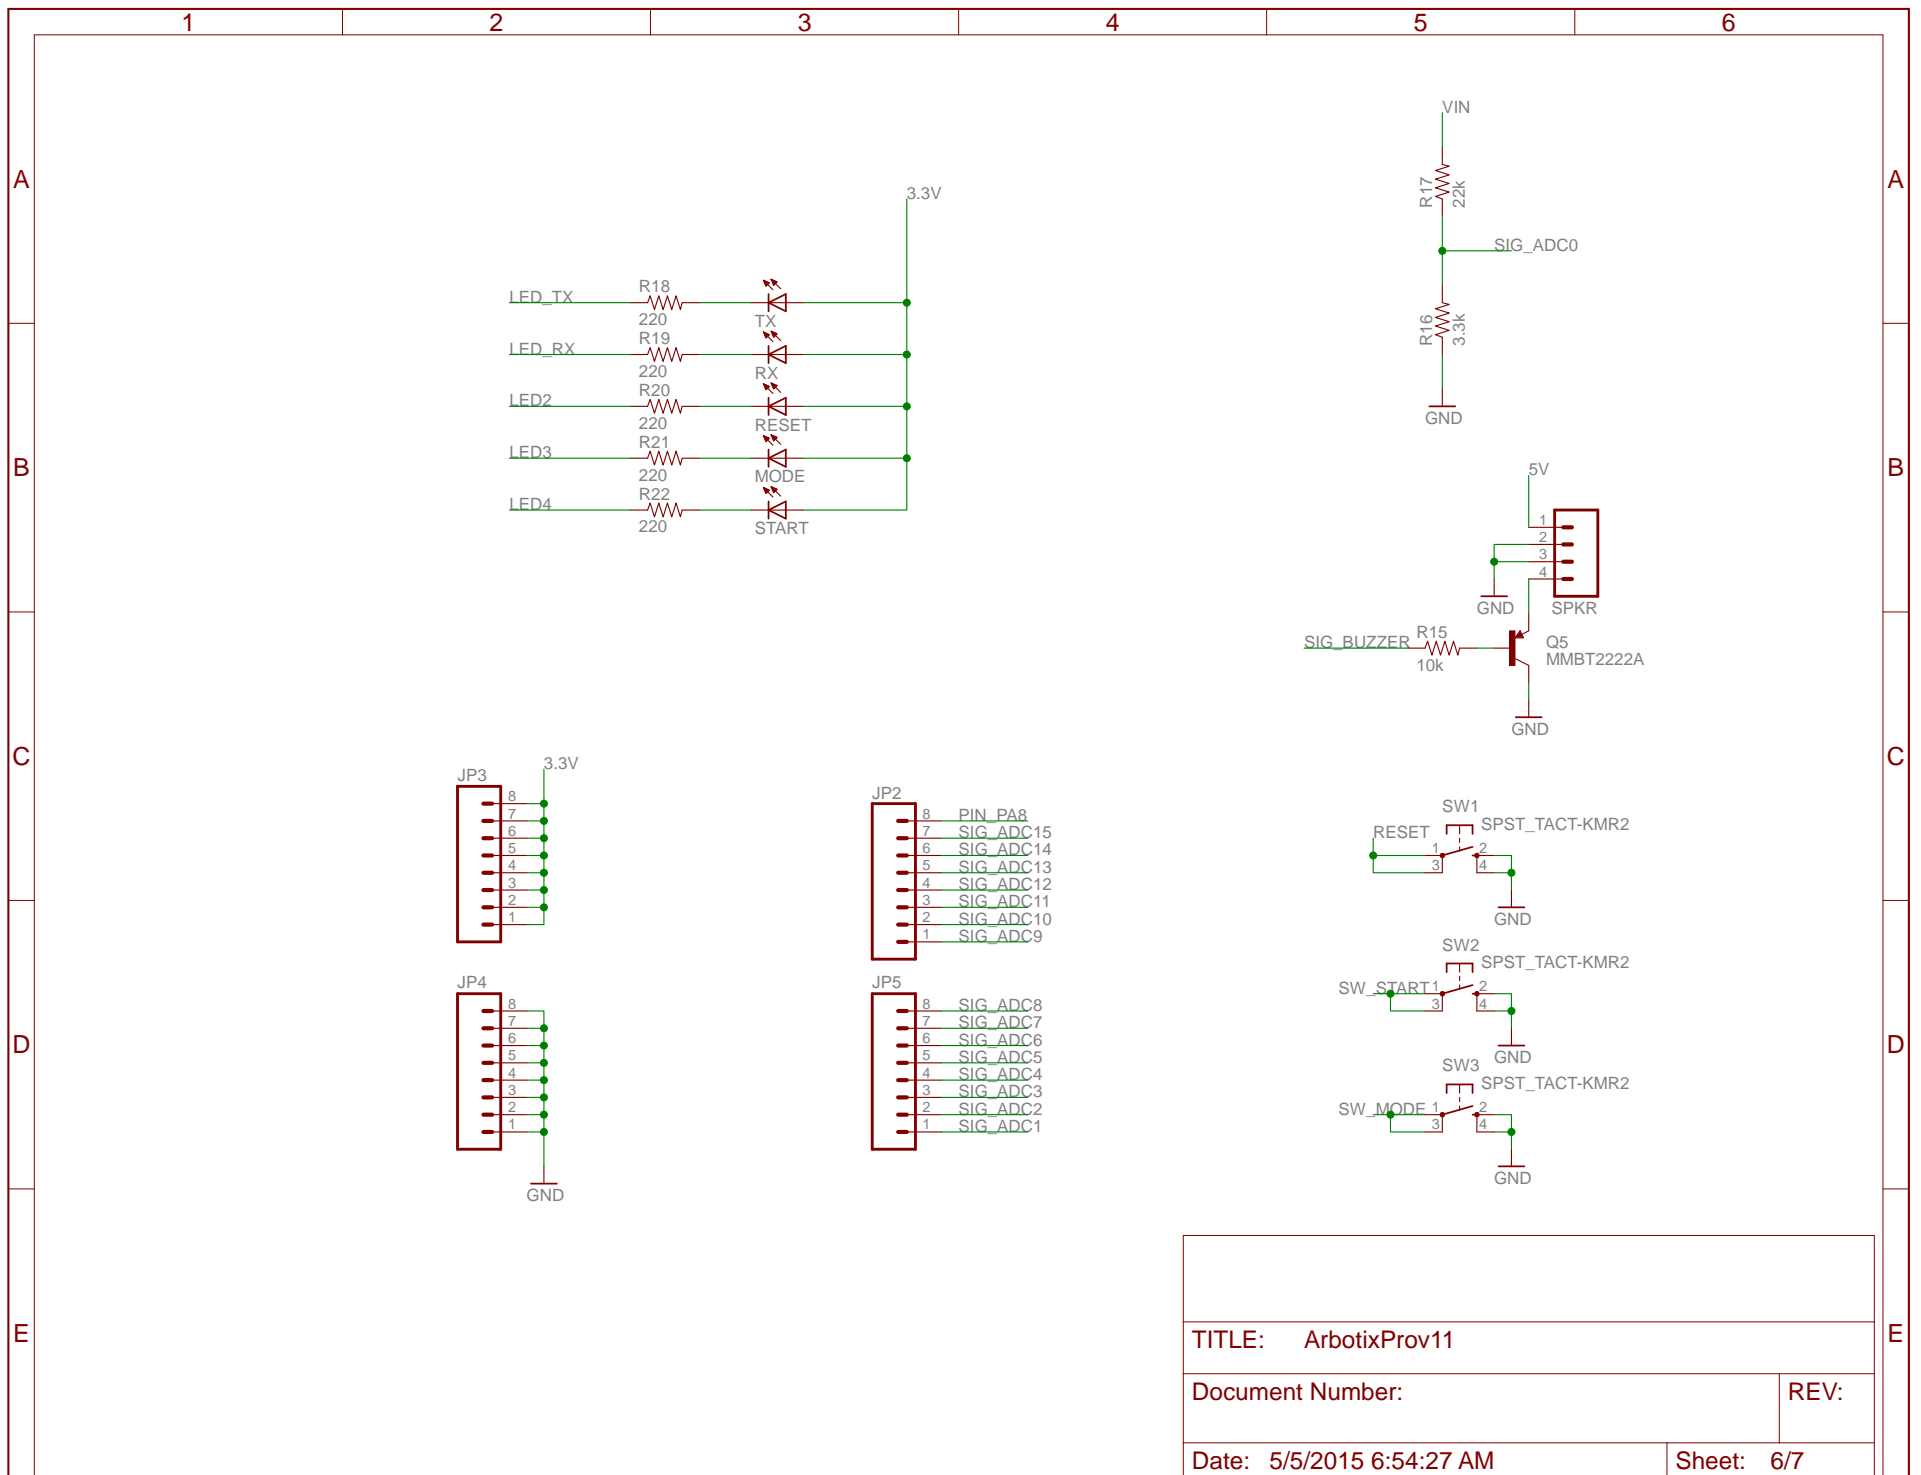 1 2 3 4 5 6
A A
B B
C C
D D
E E
3.3V
LED_TX R18 220 TX
LED_RX R19 220 RX
LED2 R20 220 RESET
LED3 R21 220 MODE
LED4 R22 220 START
VIN
R17 22k
SIG_ADC0
R16 3.3k
GND
5V
1
2
3
4
GND SPKR
SIG_BUZZER R15 10k
Q5
MMBT2222A
GND
JP3 3.3V
8
7
6
5
4
3
2
1
JP2
8 PIN_PA8
7 SIG_ADC15
6 SIG_ADC14
5 SIG_ADC13
4 SIG_ADC12
3 SIG_ADC11
2 SIG_ADC10
1 SIG_ADC9
JP4
8
7
6
5
4
3
2
1
GND
JP5
8 SIG_ADC8
7 SIG_ADC7
6 SIG_ADC6
5 SIG_ADC5
4 SIG_ADC4
3 SIG_ADC3
2 SIG_ADC2
1 SIG_ADC1
SW1
SPST_TACT-KMR2
RESET
1 2
3 4
GND
SW2
SPST_TACT-KMR2
SW_START 1 2
3 4
GND
SW3
SPST_TACT-KMR2
SW_MODE 1 2
3 4
GND
TITLE: ArbotixProv11
Document Number: REV:
Date: 5/5/2015 6:54:27 AM Sheet: 6/7